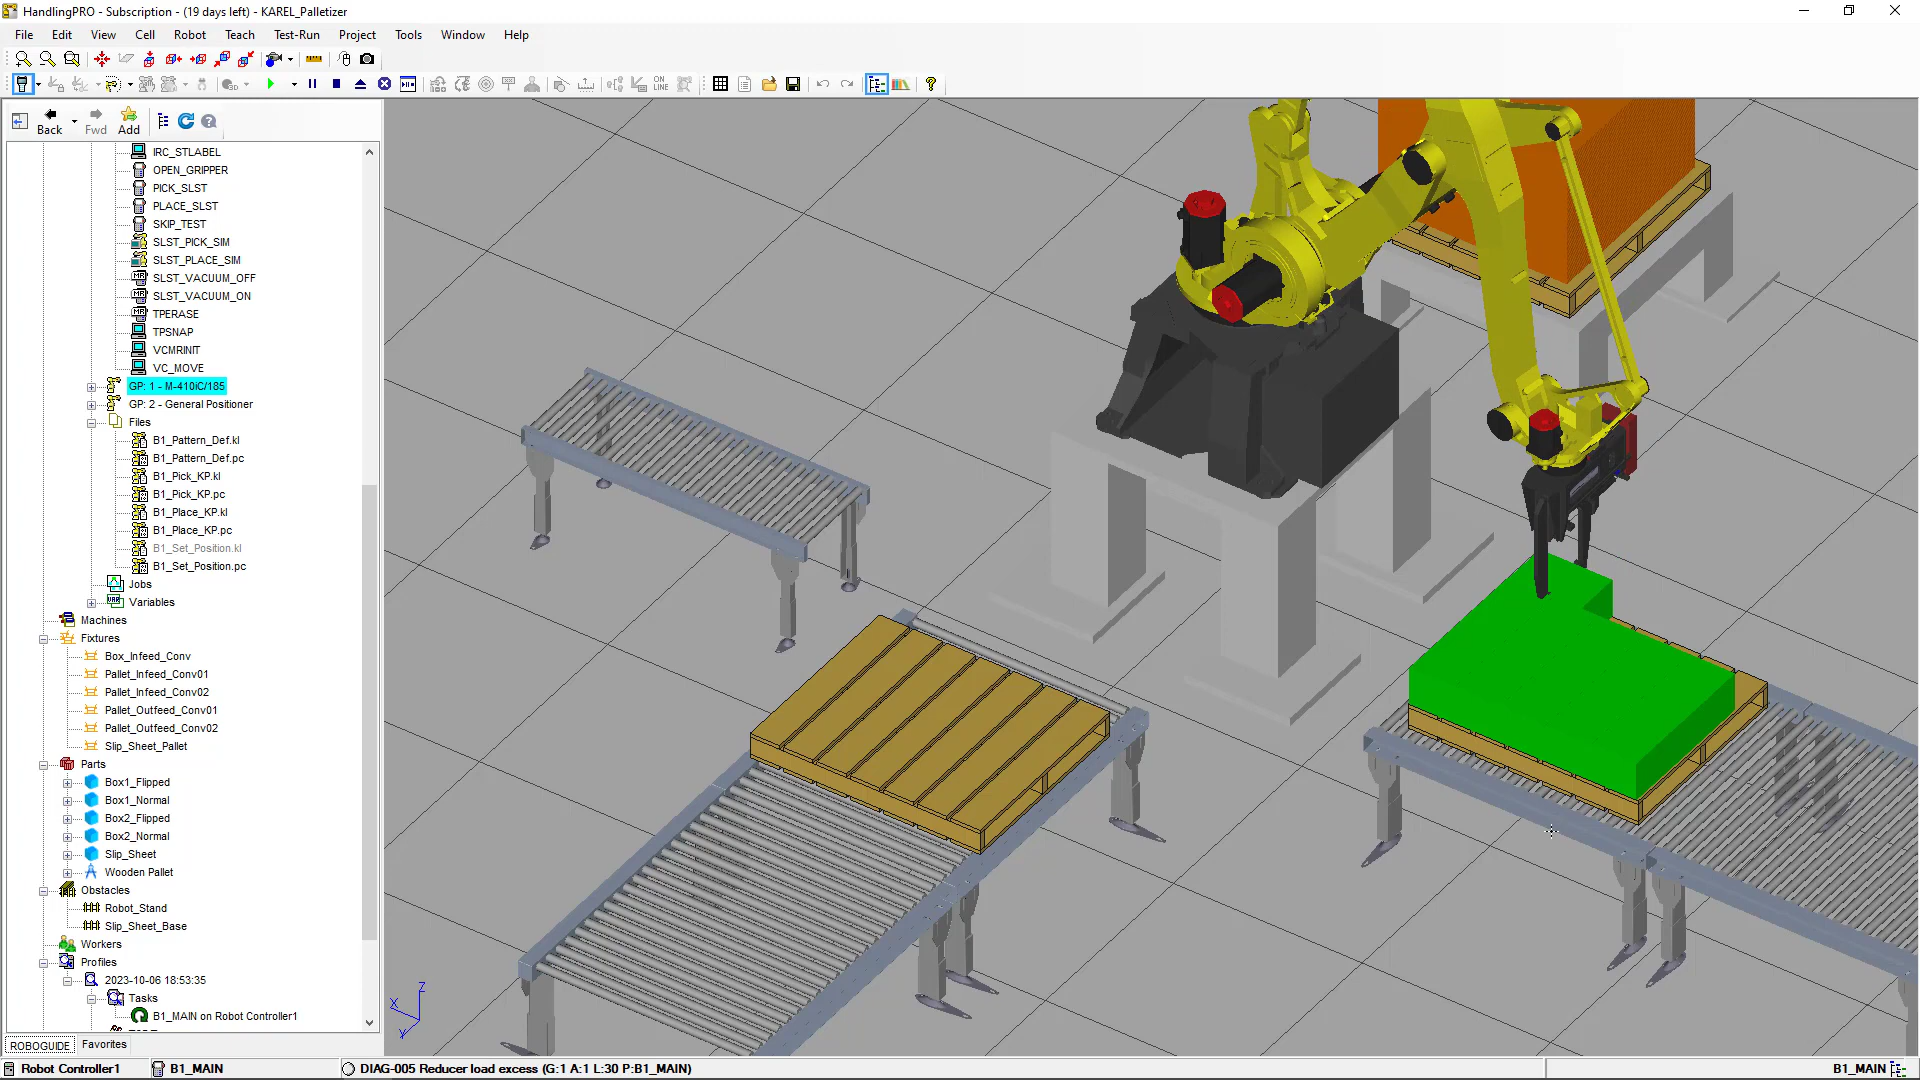 HandlingPRO - Subscription - (19 days left) - KAREL_Palletizer
File Edit View Cell Robot Teach Test-Run Project Tools Window Help
ON
LINE
Back Fwd Add
IRC_STLABEL
OPEN_GRIPPER
PICK_SLST
PLACE_SLST
SKIP_TEST
SLST_PICK_SIM
SLST_PLACE_SIM
SLST_VACUUM_OFF
SLST_VACUUM_ON
TPERASE
TPSNAP
VCMRINIT
VC_MOVE
GP: 1 - M-410iC/185
GP: 2 - General Positioner
Files
B1_Pattern_Def.kl
B1_Pattern_Def.pc
B1_Pick_KP.kl
B1_Pick_KP.pc
B1_Place_KP.kl
B1_Place_KP.pc
B1_Set_Position.kl
B1_Set_Position.pc
Jobs
Variables
Machines
Fixtures
Box_Infeed_Conv
Pallet_Infeed_Conv01
Pallet_Infeed_Conv02
Pallet_Outfeed_Conv01
Pallet_Outfeed_Conv02
Slip_Sheet_Pallet
Parts
Box1_Flipped
Box1_Normal
Box2_Flipped
Box2_Normal
Slip_Sheet
Wooden Pallet
Obstacles
Robot_Stand
Slip_Sheet_Base
Workers
Profiles
2023-10-06 18:53:35
Tasks
B1_MAIN on Robot Controller1
ROBOGUIDE Favorites
X Y Z
Robot Controller1 B1_MAIN DIAG-005 Reducer load excess (G:1 A:1 L:30 P:B1_MAIN) B1_MAIN